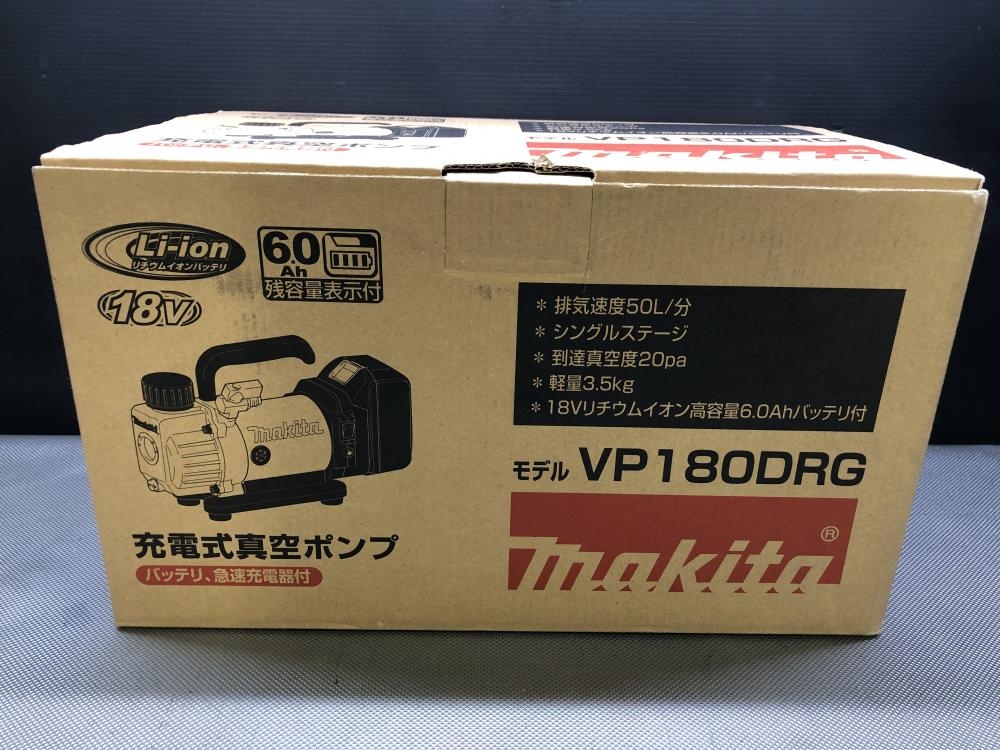 Li-ion
リチウムイオンバッテリ
18V
6.0
Ah
残容量表示付
makita
充電式真空ポンプ
バッテリ、急速充電器付
＊ 排気速度50L/分
＊ シングルステージ
＊ 到達真空度20pa
＊ 軽量3.5kg
＊ 18Vリチウムイオン高容量6.0Ahバッテリ付
モデル VP180DRG
makita®